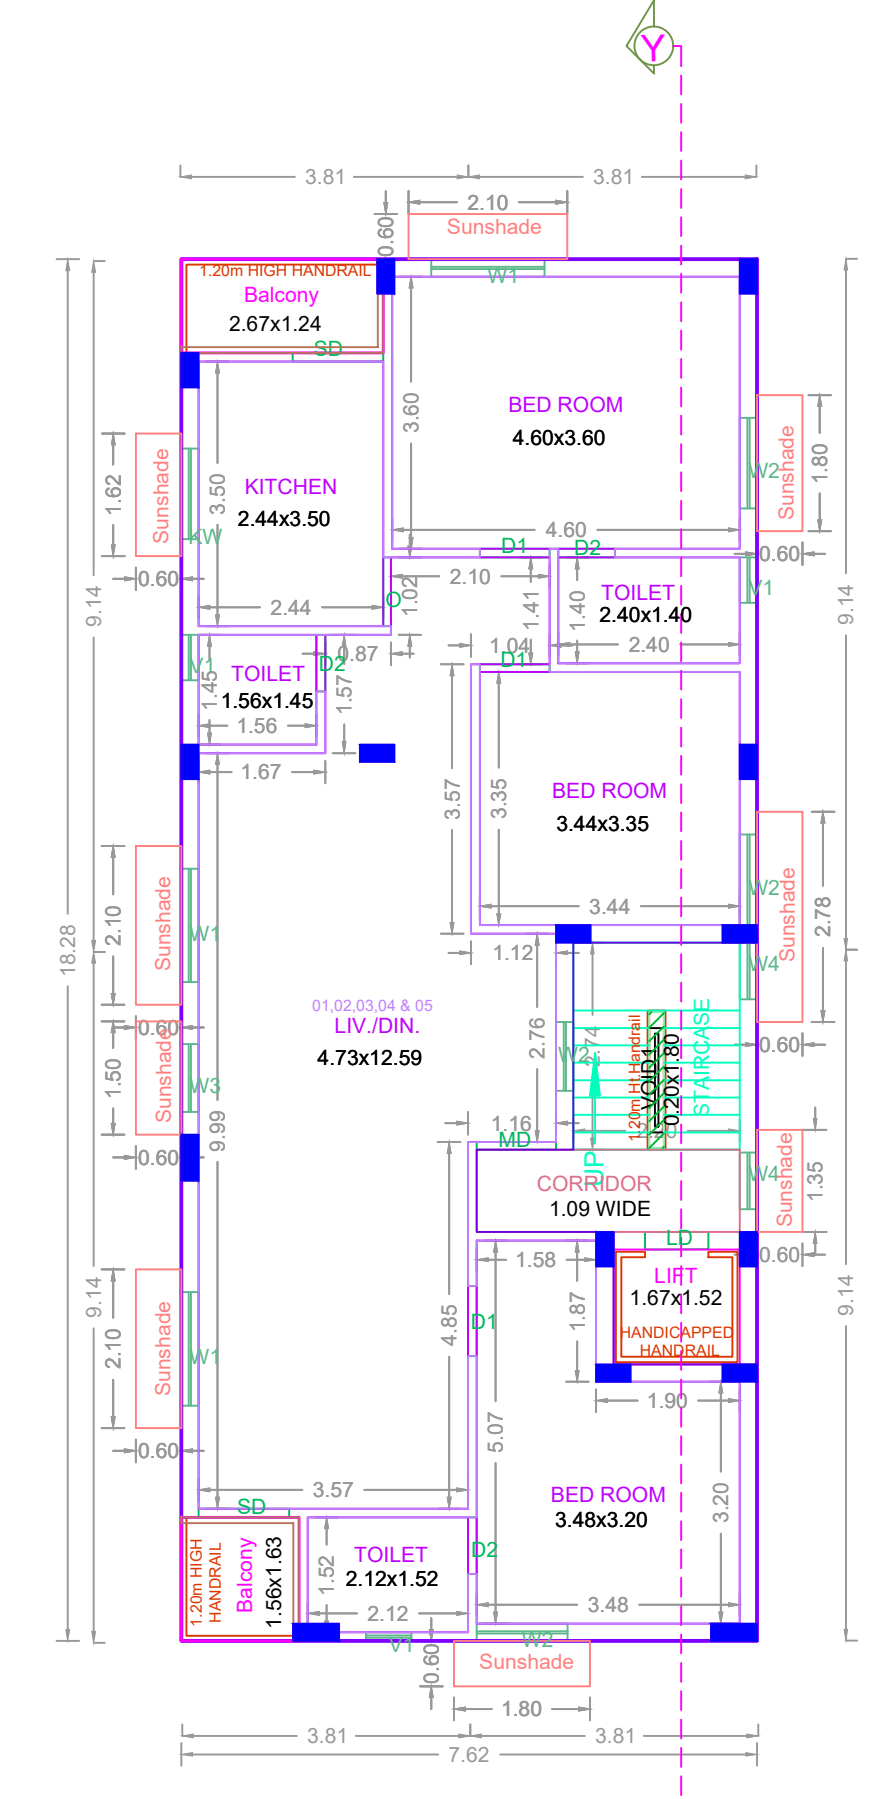 Y
3.81
3.81
2.10
0.60
Sunshade
W1
1.20m HIGH HANDRAIL
Balcony
2.67x1.24
SD
BED ROOM
4.60x3.60
3.60
4.60
KITCHEN
2.44x3.50
3.50
2.44
Sunshade
1.62
KW
0.60
9.14
W2
Sunshade
1.80
0.60
9.14
D1
D2
V1
2.10
O
1.02
1.41
1.40
TOILET
2.40x1.40
2.40
1.04
D1
0.87
V1
TOILET
1.56x1.45
1.45
1.56
D2
1.57
1.67
3.57
3.35
BED ROOM
3.44x3.35
3.44
W2
Sunshade
2.78
2.10
Sunshade
W1
18.28
1.12
W4
0.60
01,02,03,04 & 05
LIV./DIN.
4.73x12.59
2.76
W2
2.74
1.20m Ht.Handrail
VOID1
0.20x1.80
STAIRCASE
UP
0.60
1.50
Sunshade
W3
9.99
0.60
1.16
MD
CORRIDOR
1.09 WIDE
W4
Sunshade
1.35
0.60
LD
LIFT
1.67x1.52
HANDICAPPED
HANDRAIL
1.58
1.87
1.90
D1
4.85
5.07
9.14
9.14
2.10
Sunshade
W1
0.60
3.57
SD
BED ROOM
3.48x3.20
3.20
3.48
1.20m HIGH
HANDRAIL
Balcony
1.56x1.63
1.52
TOILET
2.12x1.52
2.12
D2
V1
W2
0.60
Sunshade
1.80
3.81
3.81
7.62